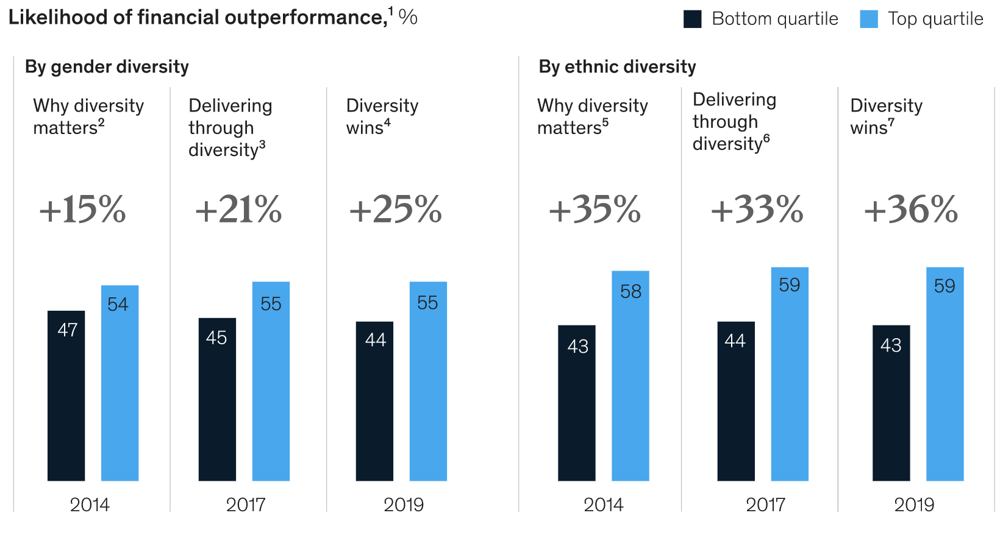 Likelihood of financial outperformance,¹ %
Bottom quartile
Top quartile
By gender diversity
Why diversity
matters²
+15%
47
54
2014
Delivering
through
diversity³
+21%
45
55
2017
Diversity
wins⁴
+25%
44
55
2019
By ethnic diversity
Why diversity
matters⁵
+35%
43
58
2014
Delivering
through
diversity⁶
+33%
44
59
2017
Diversity
wins⁷
+36%
43
59
2019